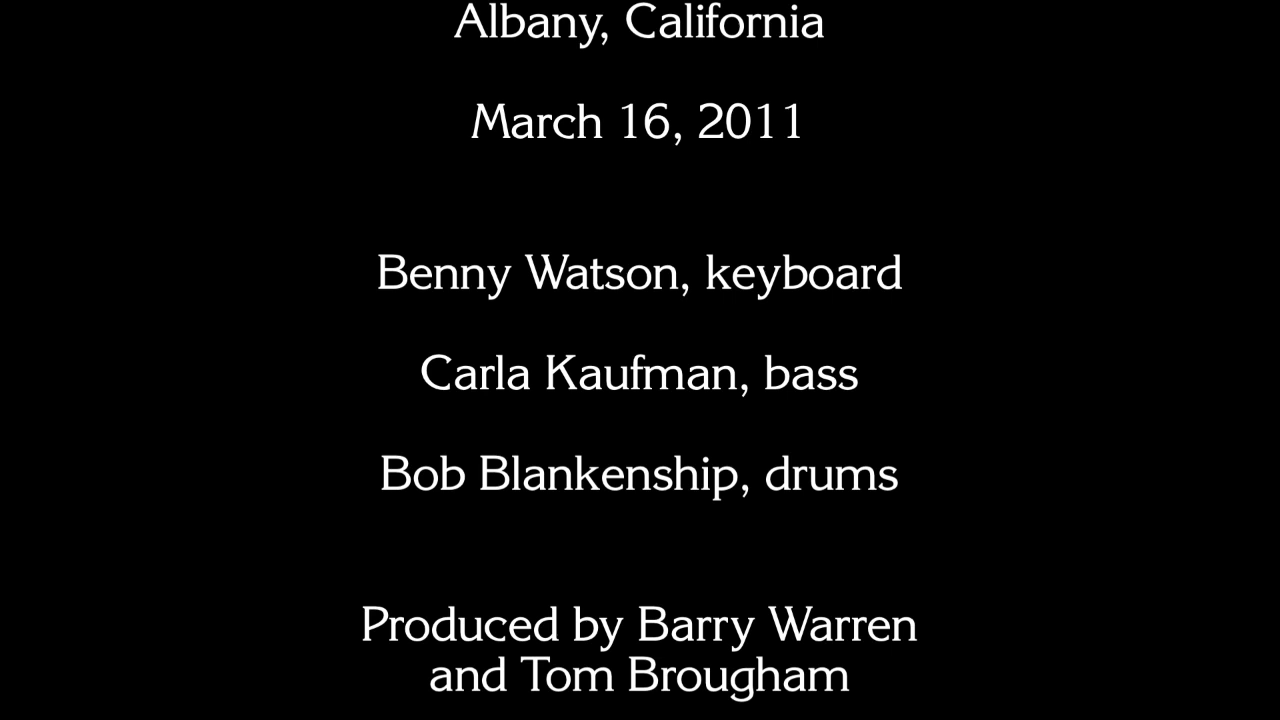 Albany, California
March 16, 2011
Benny Watson, keyboard
Carla Kaufman, bass
Bob Blankenship, drums
Produced by Barry Warren
and Tom Brougham